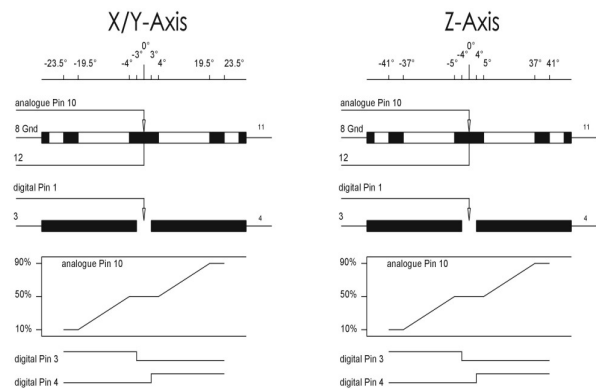 X/Y-Axis
0°
-3° 3°
-23.5° -19.5° -4° 4° 19.5° 23.5°
analogue Pin 10
8 Gnd
11
12
digital Pin 1
3
4
90%
analogue Pin 10
50%
10%
digital Pin 3
digital Pin 4
Z-Axis
0°
-4° 4°
-41° -37° -5° 5° 37° 41°
analogue Pin 10
8 Gnd
11
12
digital Pin 1
3
4
90%
analogue Pin 10
50%
10%
digital Pin 3
digital Pin 4